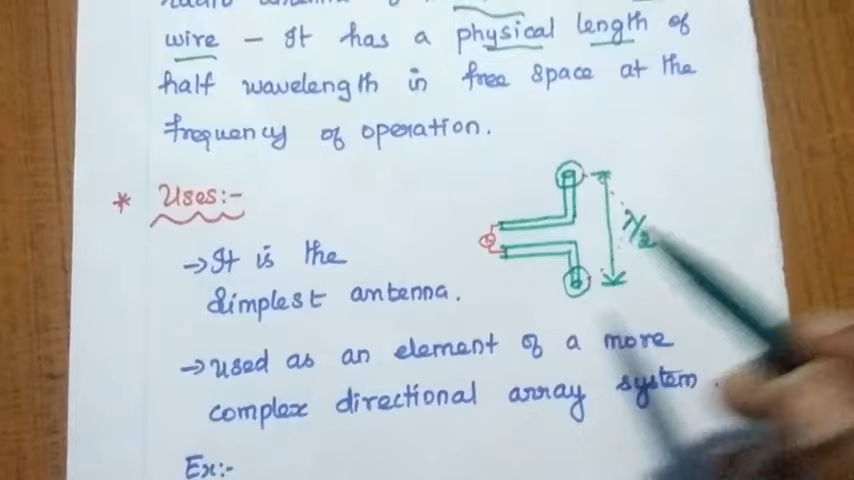 wire - It has a physical length of
half wavelength in free space at the
frequency of operation.
* Uses:-
→ It is the
simplest antenna.
λ/2
→ used as an element of a more
complex directional array system.
Ex:-